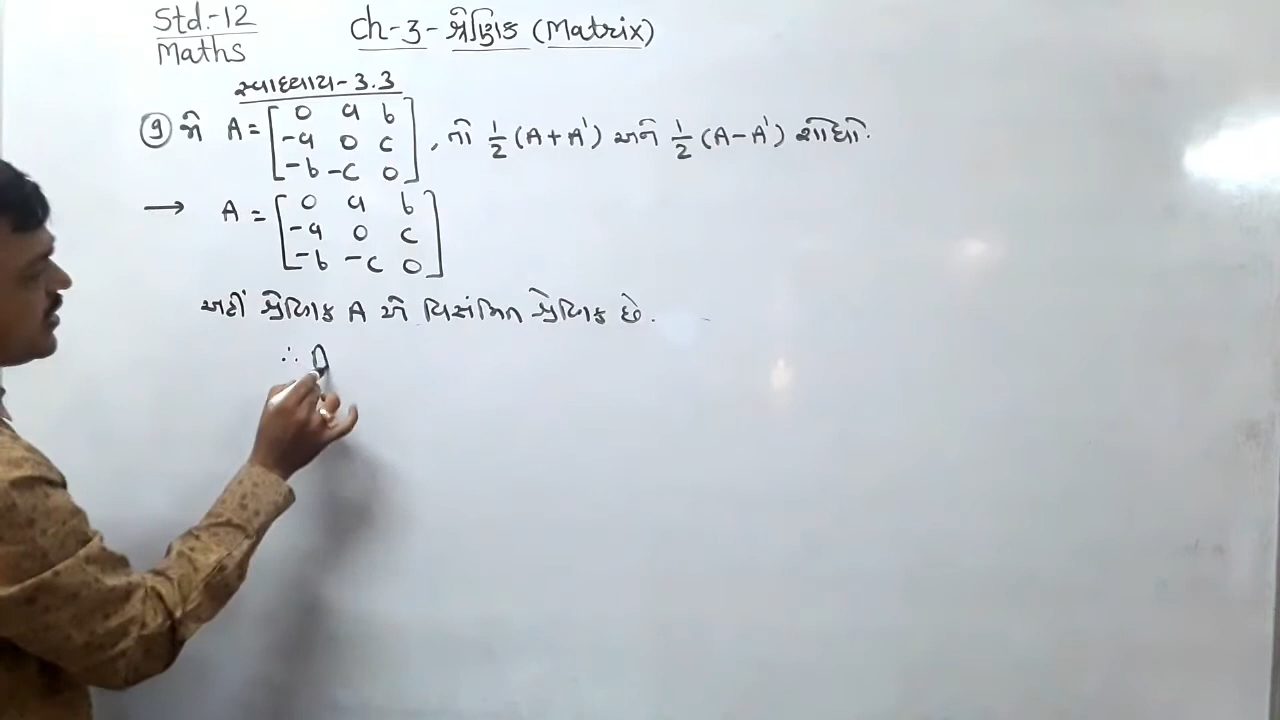 Std.-12
Maths
Ch-3-શ્રેણિક (Matrix)
સ્વાધ્યાય-3.3
૭ જો A = [ 0 a b
-a 0 c
-b -c 0 ] , તો 1/2 (A + A') અને 1/2 (A - A') શોધો.
→ A = [ 0 a b
-a 0 c
-b -c 0 ]
અહીં શ્રેણિક A એ વિસંમિત શ્રેણિક છે.
∴ A